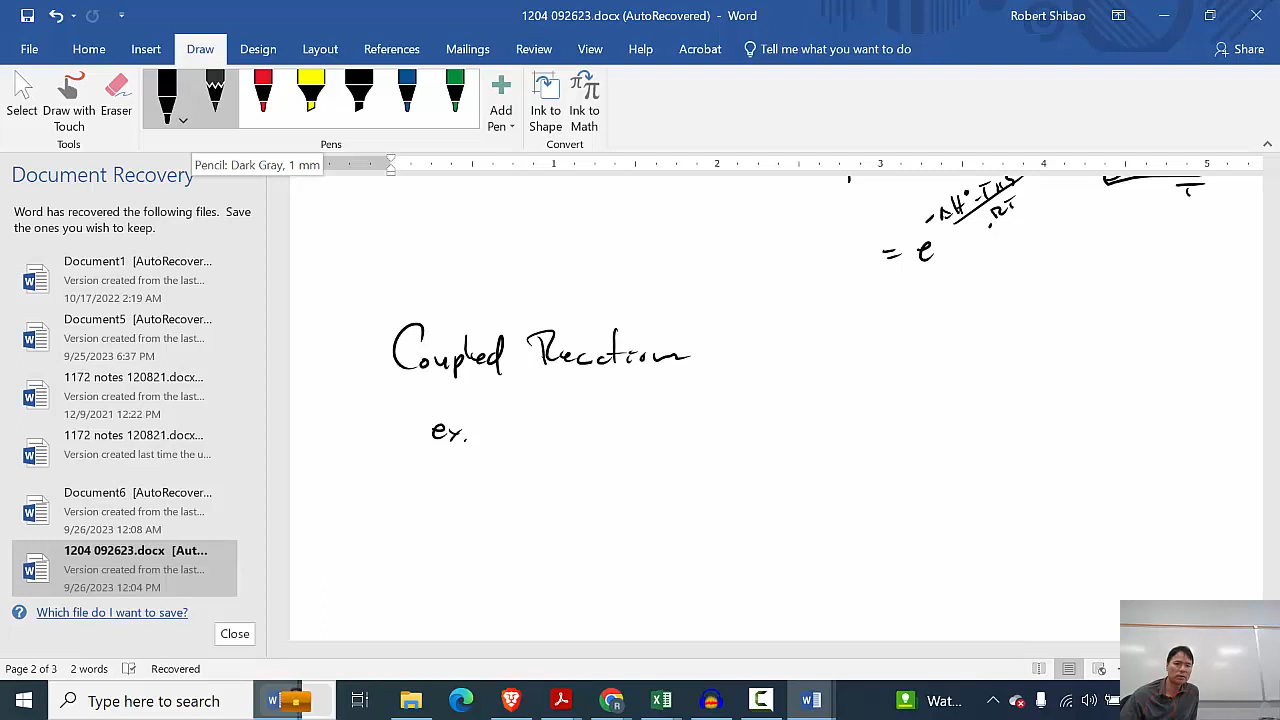 1204 092623.docx (AutoRecovered) - Word
Robert Shibao
File Home Insert Draw Design Layout References Mailings Review View Help Acrobat Tell me what you want to do Share
Select Draw with Touch Eraser Add Pen Ink to Shape Ink to Math
Tools Pens Convert
Pencil: Dark Gray, 1 mm
1 2 3 4 5
Document Recovery
Word has recovered the following files. Save
the ones you wish to keep.
Document1 [AutoRecover...
Version created from the last...
10/17/2022 2:19 AM
Document5 [AutoRecover...
Version created from the last...
9/25/2023 6:37 PM
1172 notes 120821.docx...
Version created from the last...
12/9/2021 12:22 PM
1172 notes 120821.docx...
Version created last time the u...
Document6 [AutoRecover...
Version created from the last...
9/26/2023 12:08 AM
1204 092623.docx [Aut...
Version created from the last...
9/26/2023 12:04 PM
Which file do I want to save?
Close
= e
Coupled Reactions
ex.
Page 2 of 3 2 words Recovered
Type here to search
Wat...